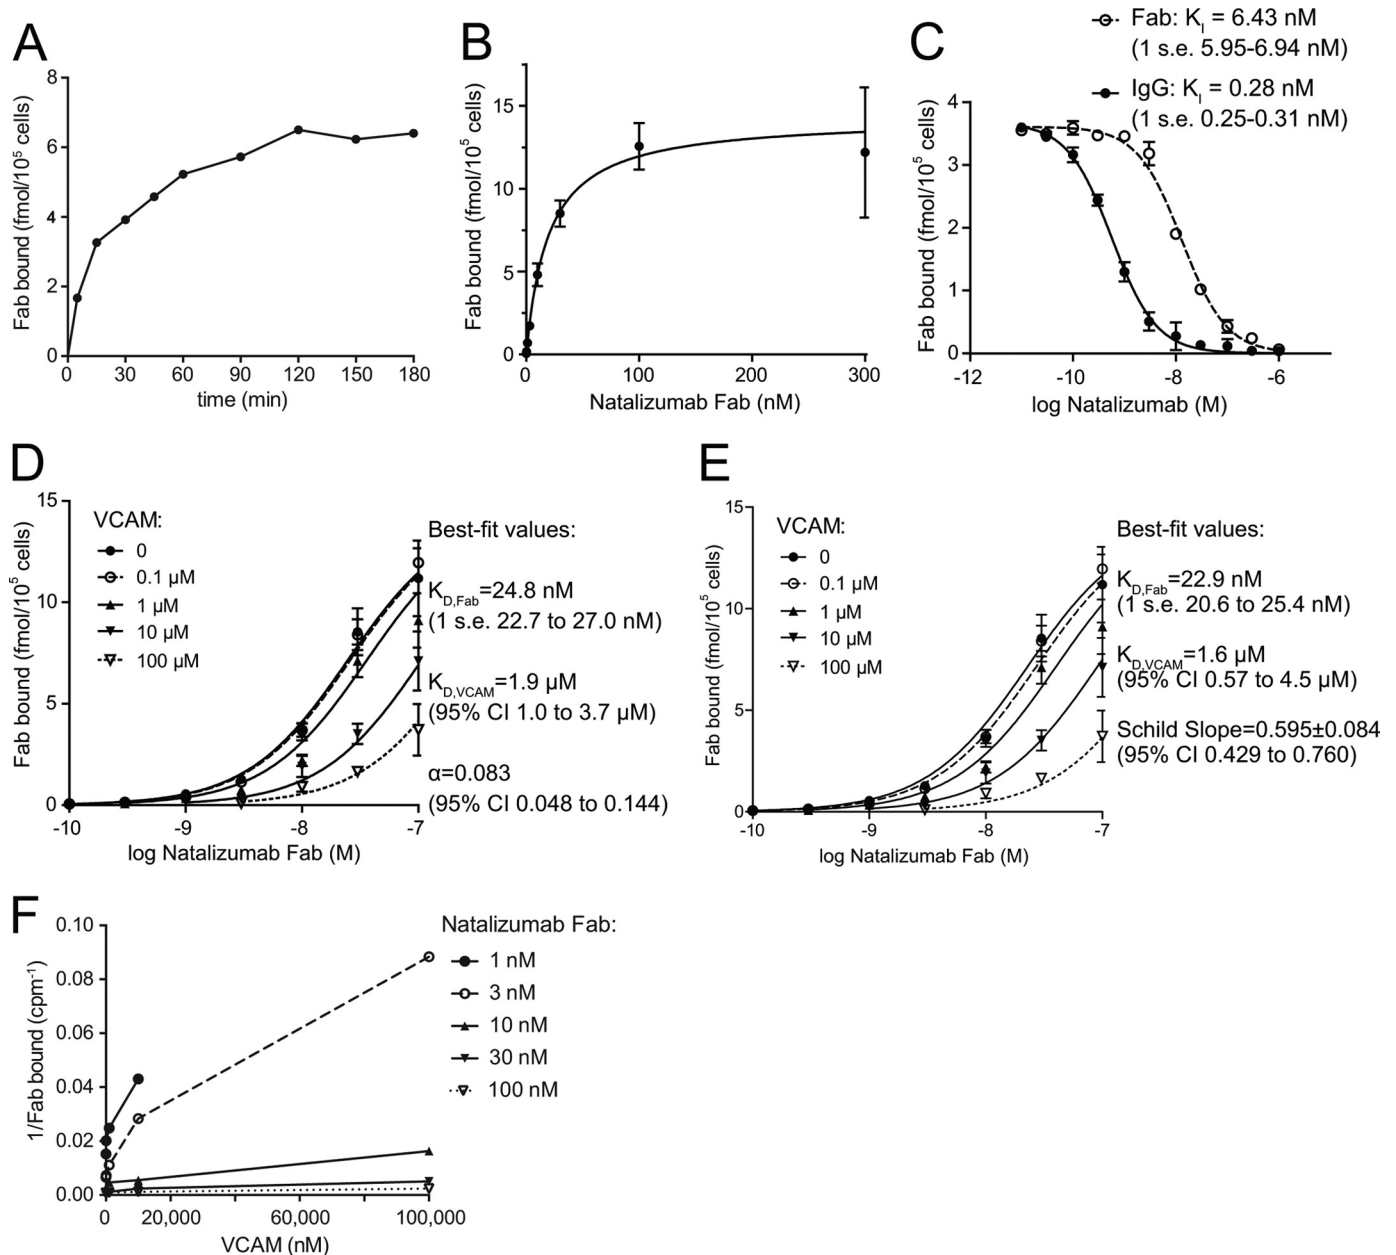 A
Fab bound (fmol/10⁵ cells)
8
6
4
2
0
0 30 60 90 120 150 180
time (min)
B
Fab bound (fmol/10⁵ cells)
15
10
5
0
0 100 200 300
Natalizumab Fab (nM)
C
Fab: K_I = 6.43 nM
(1 s.e. 5.95-6.94 nM)
IgG: K_I = 0.28 nM
(1 s.e. 0.25-0.31 nM)
Fab bound (fmol/10⁵ cells)
4
3
2
1
0
-12 -10 -8 -6
log Natalizumab (M)
D
Fab bound (fmol/10⁵ cells)
15
10
5
0
VCAM:
0
0.1 µM
1 µM
10 µM
100 µM
Best-fit values:
K_D,Fab=24.8 nM
(1 s.e. 22.7 to 27.0 nM)
K_D,VCAM=1.9 µM
(95% CI 1.0 to 3.7 µM)
α=0.083
(95% CI 0.048 to 0.144)
-10 -9 -8 -7
log Natalizumab Fab (M)
E
Fab bound (fmol/10⁵ cells)
15
10
5
0
VCAM:
0
0.1 µM
1 µM
10 µM
100 µM
Best-fit values:
K_D,Fab=22.9 nM
(1 s.e. 20.6 to 25.4 nM)
K_D,VCAM=1.6 µM
(95% CI 0.57 to 4.5 µM)
Schild Slope=0.595±0.084
(95% CI 0.429 to 0.760)
-10 -9 -8 -7
log Natalizumab Fab (M)
F
1/Fab bound (cpm⁻¹)
0.10
0.08
0.06
0.04
0.02
0.00
0 20,000 60,000 100,000
VCAM (nM)
Natalizumab Fab:
1 nM
3 nM
10 nM
30 nM
100 nM